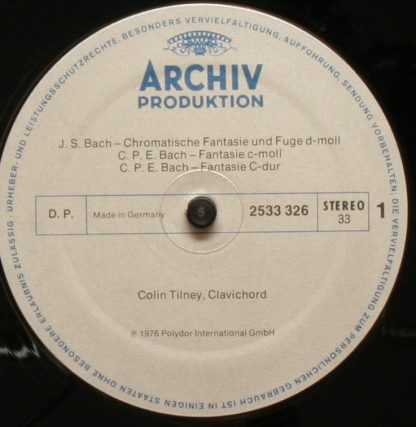 ARCHIV
PRODUKTION
J. S. Bach – Chromatische Fantasie und Fuge d-moll
C. P. E. Bach – Fantasie c-moll
C. P. E. Bach – Fantasie C-dur
D. P.
Made in Germany
2533 326
STEREO
33
1
Colin Tilney, Clavichord
℗ 1976 Polydor International GmbH
URHEBER- UND LEISTUNGSSCHUTZRECHTE, BESONDERS VERVIELFÄLTIGUNG, AUFFÜHRUNG, SENDUNG VORBEHALTEN; DIE VERVIELFÄLTIGUNG ZUM PERSÖNLICHEN GEBRAUCH IST IN EINIGEN STAATEN OHNE BESONDERE ERLAUBNIS ZULÄSSIG